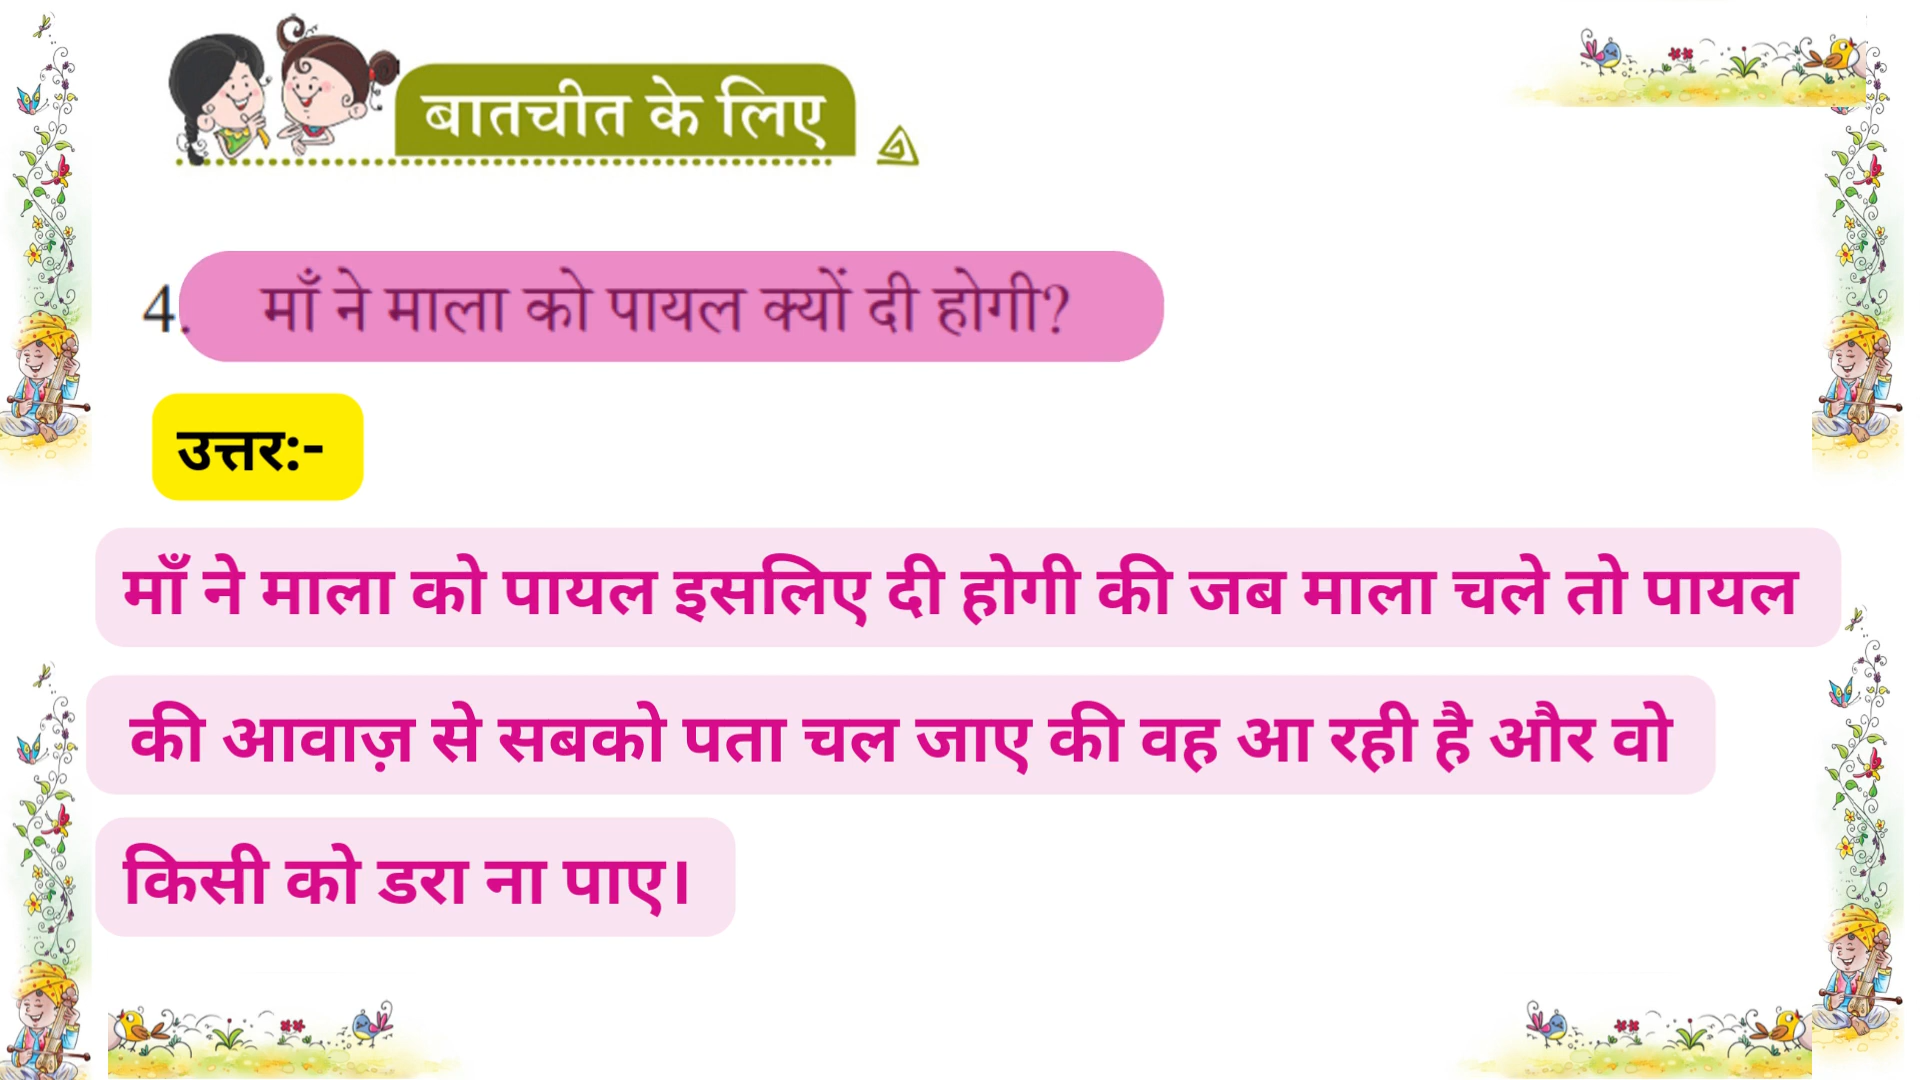 बातचीत के लिए
4. माँ ने माला को पायल क्यों दी होगी?
उत्तर:-
माँ ने माला को पायल इसलिए दी होगी की जब माला चले तो पायल
की आवाज़ से सबको पता चल जाए की वह आ रही है और वो
किसी को डरा ना पाए।